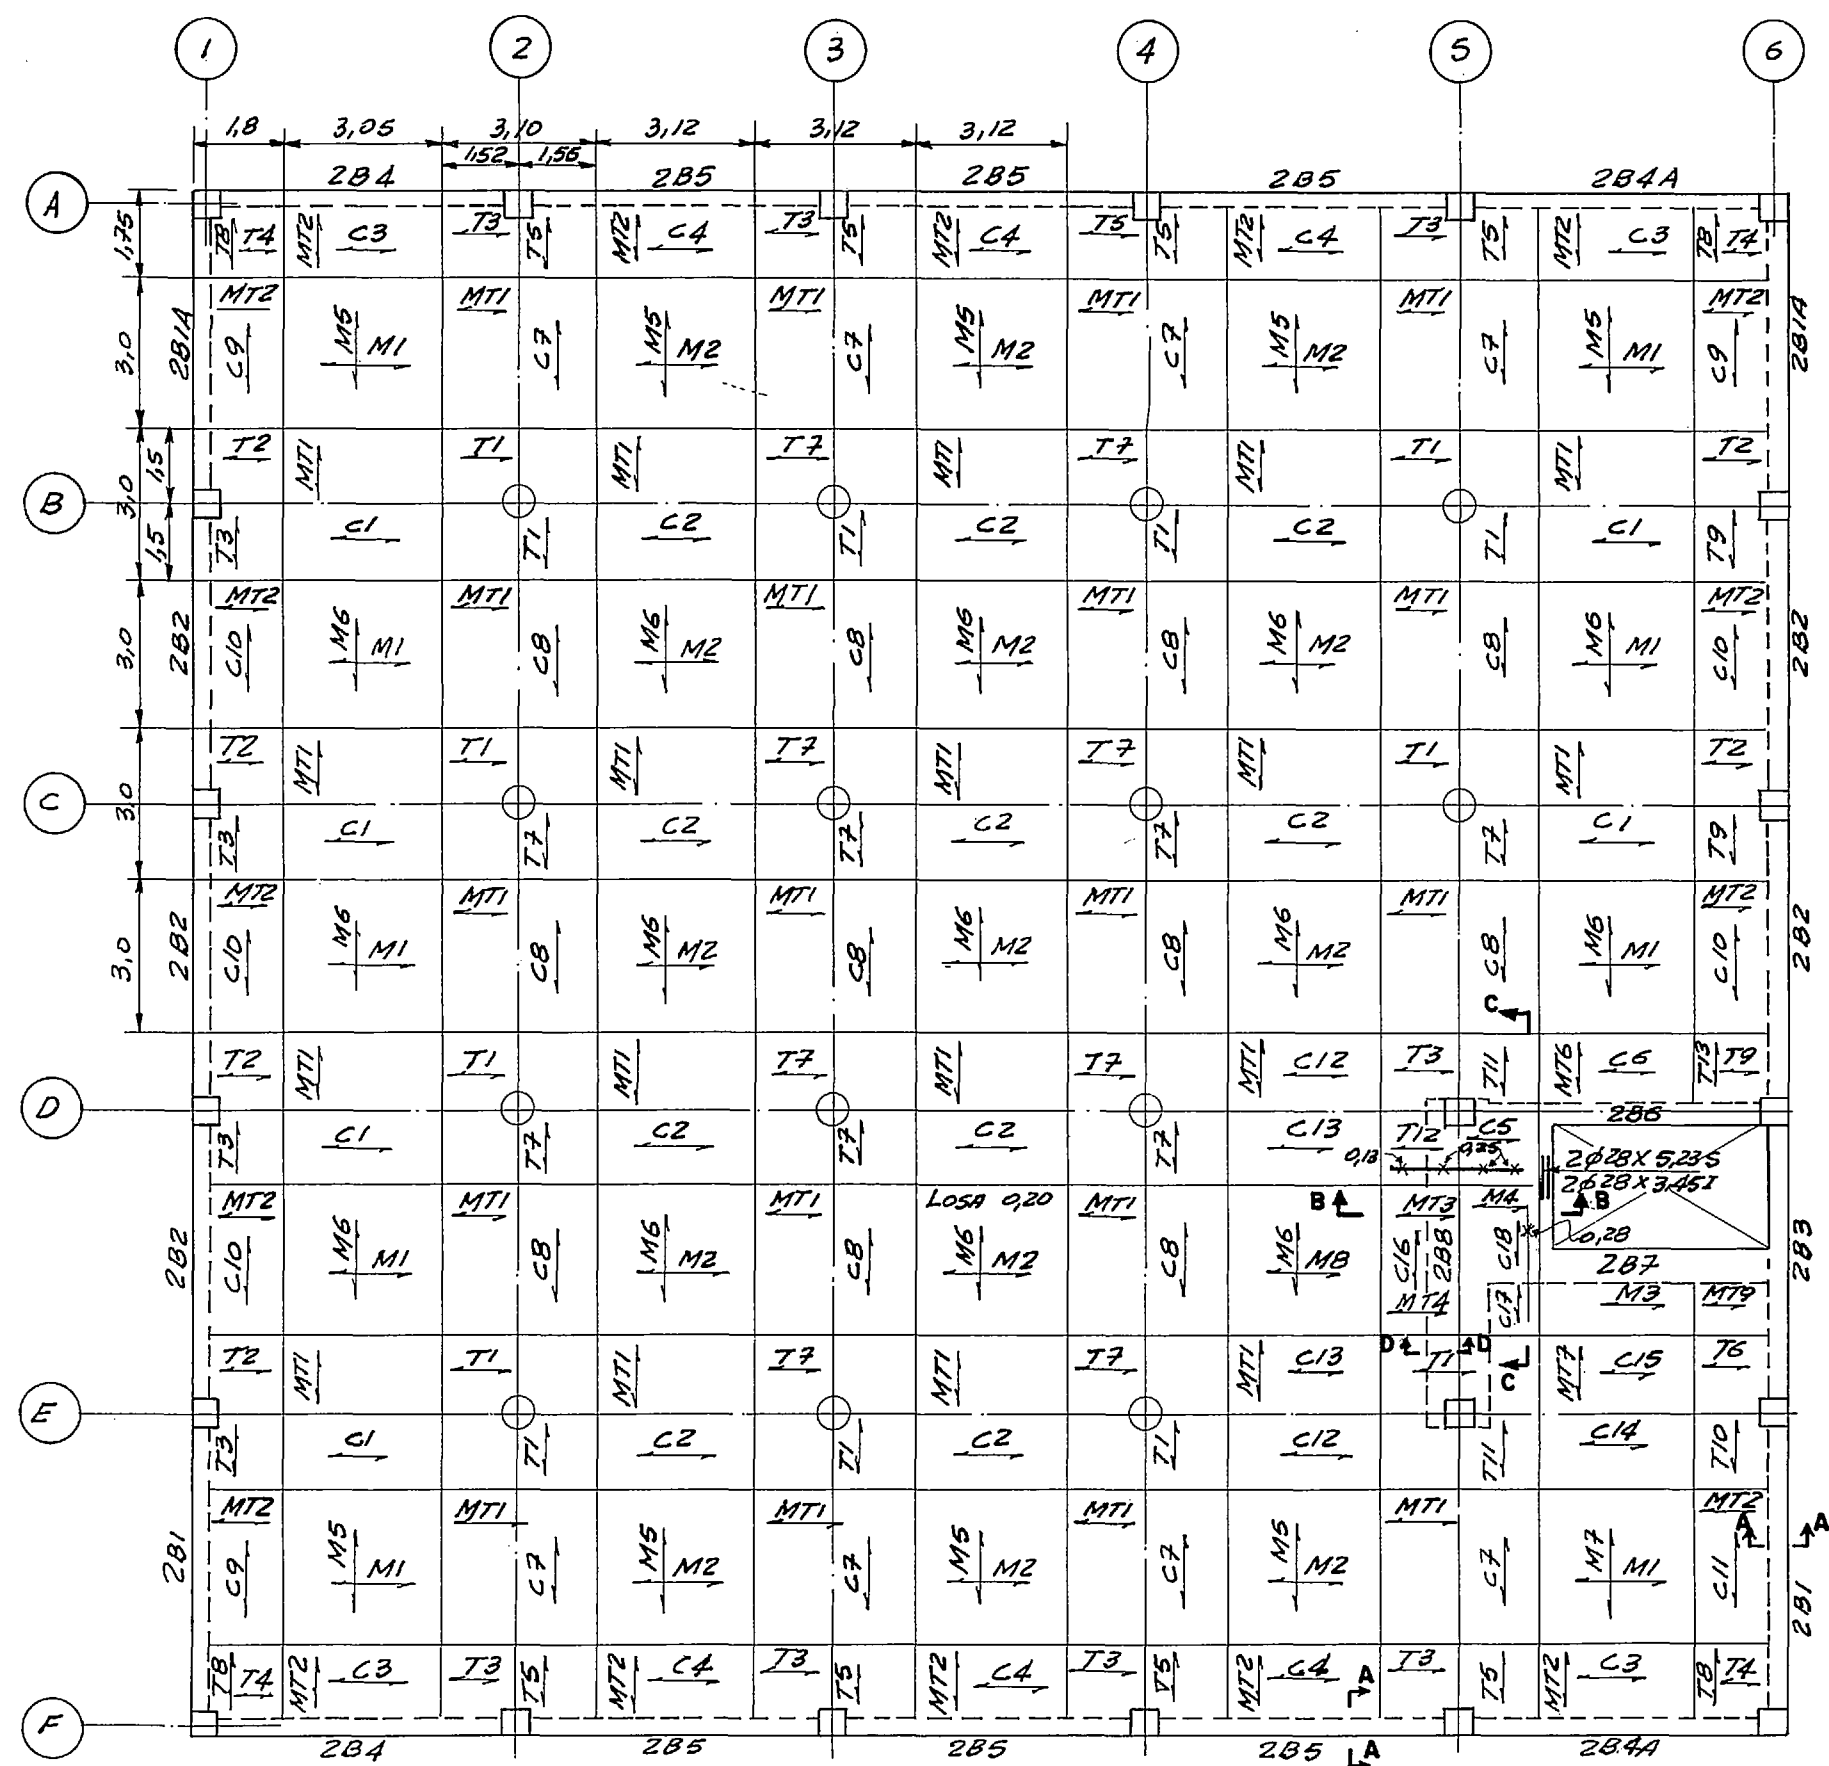 1 2 3 4 5 6
1,8 3,05 3,10 3,12 3,12 3,12
1,52 1,56
2B4 2B5 2B5 2B5 2B4A
A
1,75 T8 T4 MT2 C3 T3 T5 MT2 C4 T3 T5 MT2 C4 T5 T5 MT2 C4 T3 T5 MT2 C3 T8 T4
MT2 MT1 MT1 MT1 MT1 MT2
3,0 2B1A C9 M5 M1 C7 M5 M2 C7 M5 M2 C7 M5 M2 C7 M5 M1 C9 2B1A
T2 MT1 T1 MT1 T7 MT1 T7 MT1 T1 MT1 T2
B 3,0 1,5
1,5 T3 C1 T1 C2 T1 C2 T1 C2 T1 C1 T9
MT2 MT1 MT1 MT1 MT1 MT2
3,0 2B2 C10 M6 M1 C8 M6 M2 C8 M6 M2 C8 M6 M2 C8 M6 M1 C10 2B2
T2 MT1 T1 MT1 T7 MT1 T7 MT1 T1 MT1 T2
C 3,0
T3 C1 T7 C2 T7 C2 T7 C2 T7 C1 T9
MT2 MT1 MT1 MT1 MT1 MT2
3,0 2B2 C10 M6 M1 C8 M6 M2 C8 M6 M2 C8 M6 M2 C8 M6 M1 C10 2B2
C
T2 MT1 T1 MT1 T7 MT1 T7 MT1 C12 T3 T11 MT6 C6 T13 T9
D 2B6
T3 C1 T7 C2 T7 C2 T7 C13 T12 C5
0,13 0,25 2φ28X5,23S
2φ28X3,45I
MT2 MT1 MT1 LOSA 0,20 MT1 B MT3 M4 B
2B2 C10 M6 M1 C8 M6 M2 C8 M6 M2 C8 M6 M8 C16 2B8 C18 0,28 2B3
2B7
MT4 C17 M3 MT9
D D
T2 MT1 T1 MT1 T7 MT1 T7 MT1 C13 T1 C MT7 C15 T6
E
T3 C1 T1 C2 T1 C2 T1 C12 T11 C14 T10
MT2 MT1 MT1 MT1 MT1 MT2
A A
2B1 C9 M5 M1 C7 M5 M2 C7 M5 M2 C7 M5 M2 C7 M7 M1 C11 2B1
T8 T4 MT2 C3 T3 T5 MT2 C4 T3 T5 MT2 C4 T3 T5 MT2 C4 A T3 T5 MT2 C3 T8 T4
F
2B4 2B5 2B5 2B5 A 2B4A